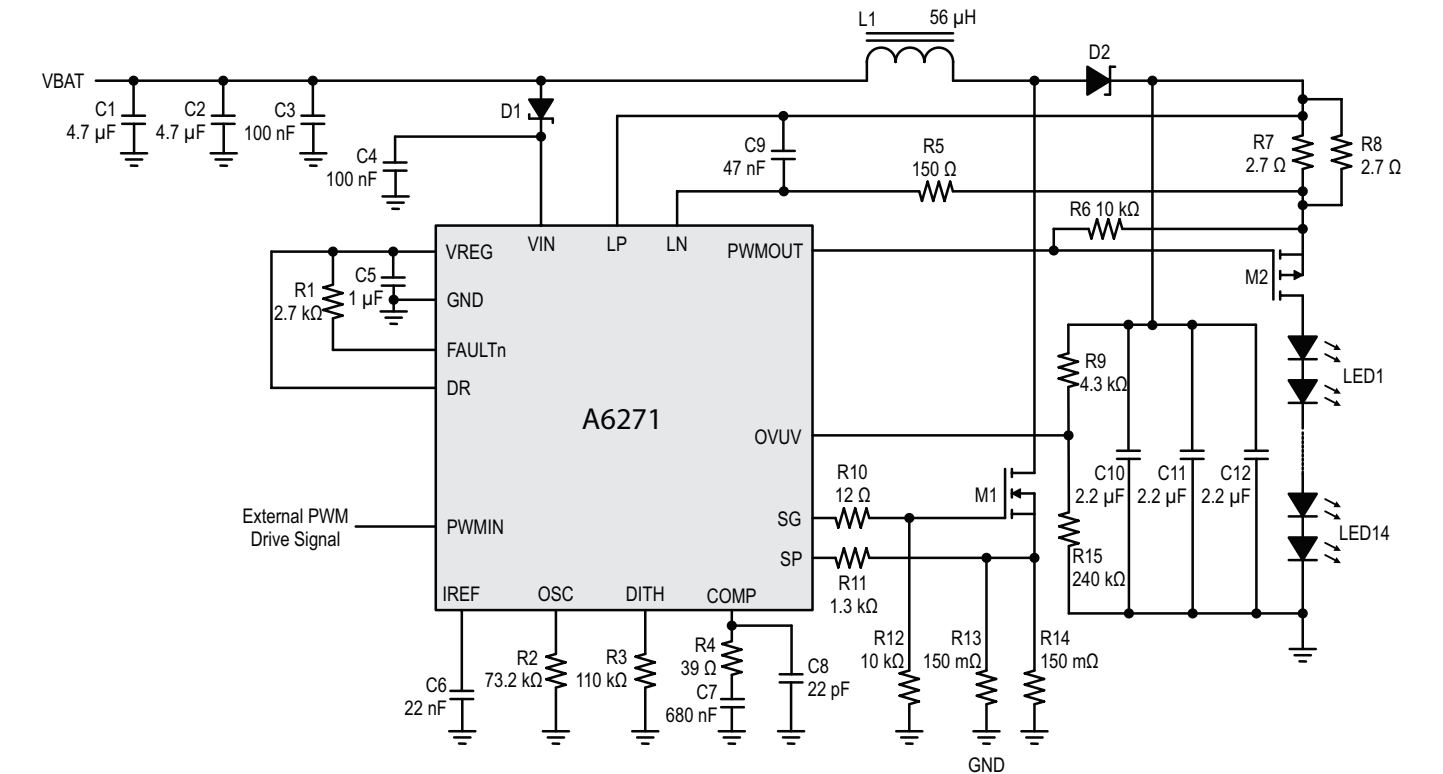 L1
56 µH
D2
VBAT
C1
4.7 µF
C2
4.7 µF
C3
100 nF
D1
C4
100 nF
C9
47 nF
R5
150 Ω
R7
2.7 Ω
R8
2.7 Ω
R6 10 kΩ
VREG
VIN
LP
LN
PWMOUT
M2
R1
2.7 kΩ
C5
1 µF
GND
FAULTn
DR
A6271
OVUV
R9
4.3 kΩ
LED1
C10
2.2 µF
C11
2.2 µF
C12
2.2 µF
LED14
M1
R10
12 Ω
SG
SP
R11
1.3 kΩ
R15
240 kΩ
External PWM
Drive Signal
PWMIN
IREF
OSC
DITH
COMP
C6
22 nF
R2
73.2 kΩ
R3
110 kΩ
R4
39 Ω
C7
680 nF
C8
22 pF
R12
10 kΩ
R13
150 mΩ
R14
150 mΩ
GND